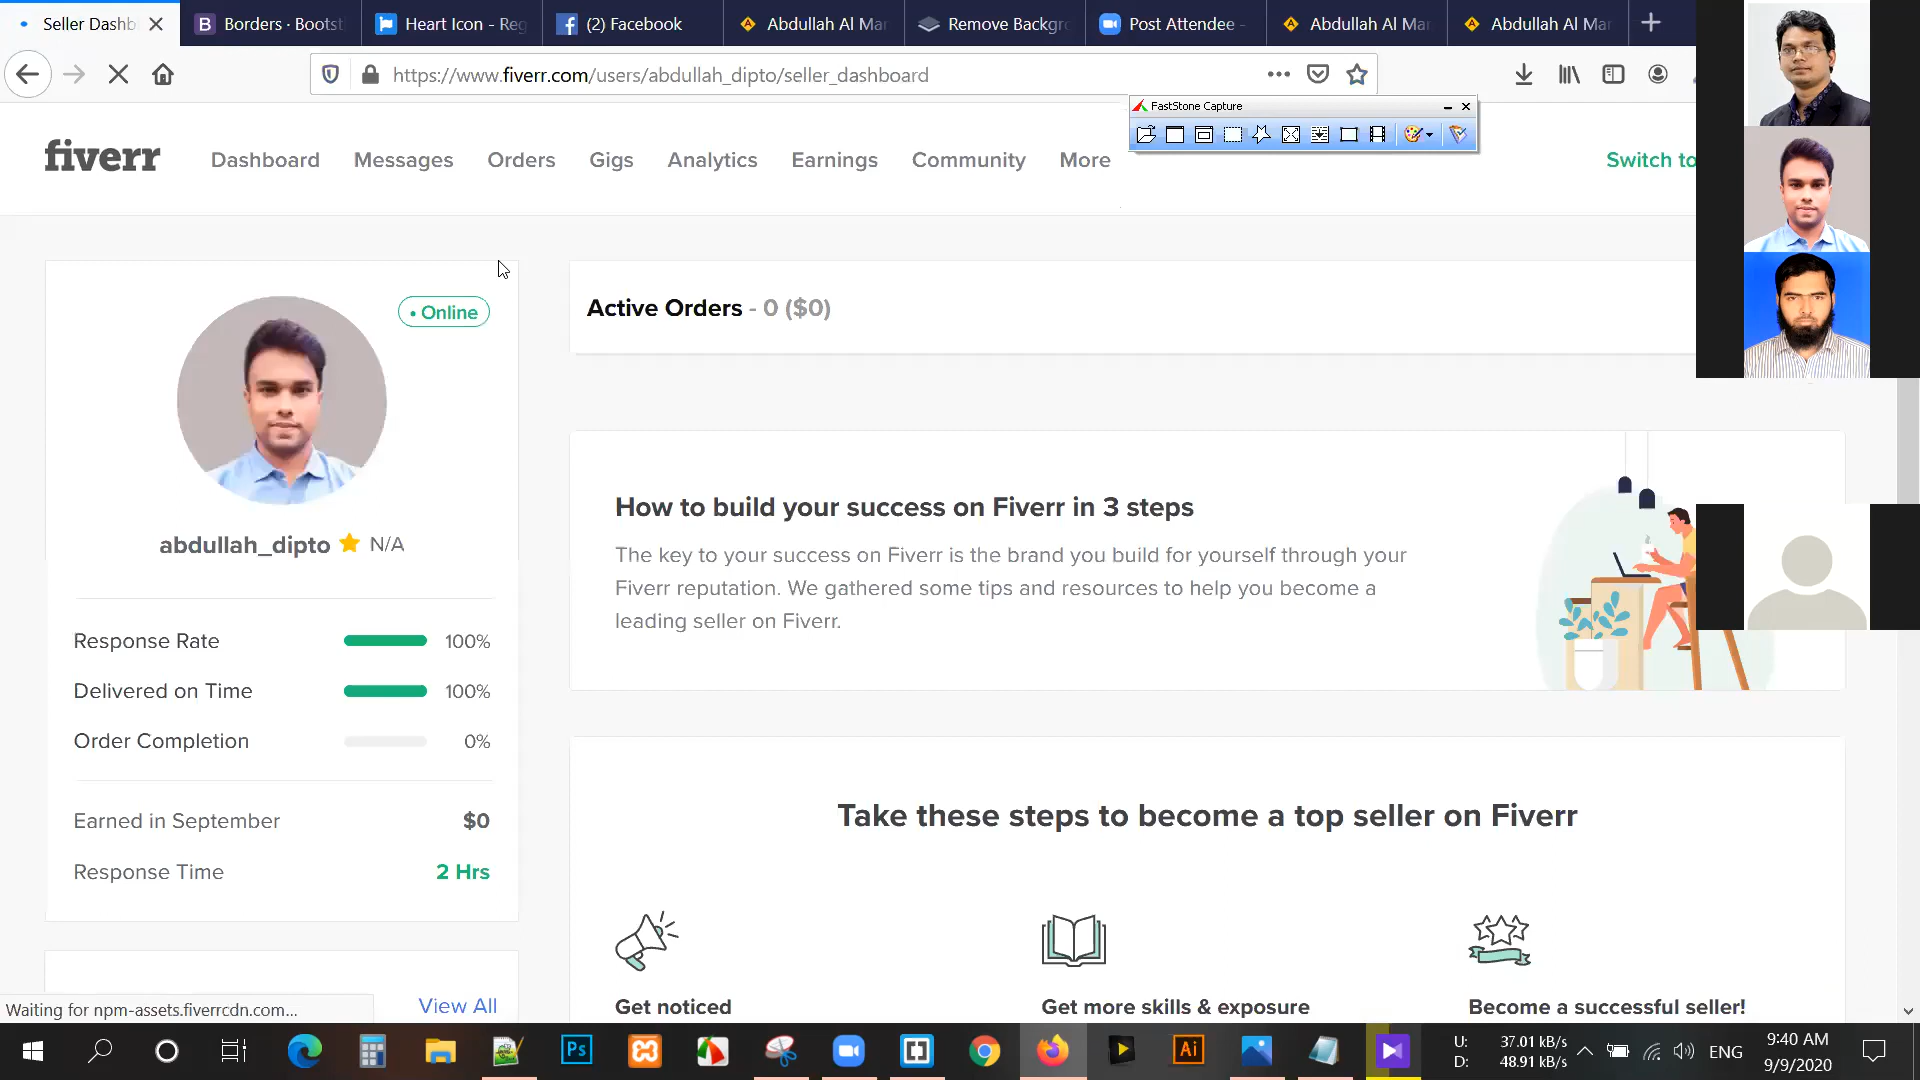 Seller Dashb
Borders · Bootst
Heart Icon - Reg
(2) Facebook
Abdullah Al Mar
Remove Backgro
Post Attendee -
Abdullah Al Mar
Abdullah Al Mar
https://www.fiverr.com/users/abdullah_dipto/seller_dashboard
FastStone Capture
fiverr
Dashboard
Messages
Orders
Gigs
Analytics
Earnings
Community
More
Switch to
• Online
abdullah_dipto
N/A
Response Rate 100%
Delivered on Time 100%
Order Completion 0%
Earned in September $0
Response Time 2 Hrs
View All
Active Orders - 0 ($0)
How to build your success on Fiverr in 3 steps
The key to your success on Fiverr is the brand you build for yourself through your
Fiverr reputation. We gathered some tips and resources to help you become a
leading seller on Fiverr.
Take these steps to become a top seller on Fiverr
Get noticed
Get more skills & exposure
Become a successful seller!
Waiting for npm-assets.fiverrcdn.com...
Ps
Ai
U: 37.01 kB/s
D: 48.91 kB/s
ENG
9:40 AM
9/9/2020